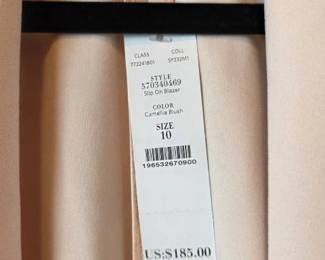 CLASS COLL
772241801 SP232M1
STYLE
570340469
Slip On Blazer
COLOR
Camellia Blush
SIZE
10
196532670900
US:$185.00